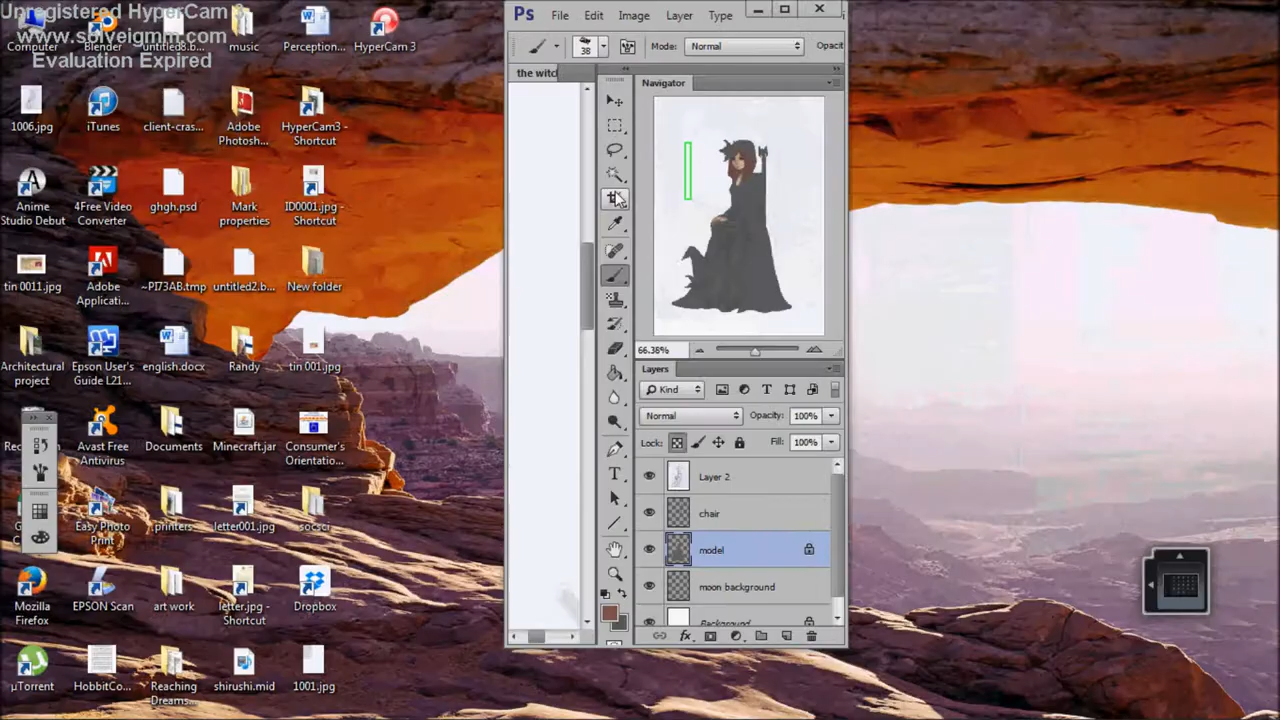 Unregistered HyperCam 3
www.solveigmm.com
Evaluation Expired
Computer
Blender
untitled8.b...
music
Perception...
HyperCam 3
1006.jpg
iTunes
client-cras...
Adobe Photosh...
HyperCam3 - Shortcut
Anime Studio Debut
4Free Video Converter
ghgh.psd
Mark properties
ID0001.jpg - Shortcut
tin 0011.jpg
Adobe Applicati...
~PI73AB.tmp
untitled2.b...
New folder
Architectural project
Epson User's Guide L21...
english.docx
Randy
tin 001.jpg
Avast Free Antivirus
Documents
Minecraft.jar
Consumer's Orientatio...
Easy Photo Print
printers
letter001.jpg
socsci
Mozilla Firefox
EPSON Scan
art work
letter.jpg - Shortcut
Dropbox
µTorrent
HobbitCo...
Reaching Dreams...
shirushi.mid
1001.jpg
Ps
File
Edit
Image
Layer
Type
38
Mode:
Normal
Opacit
the witc
Navigator
66.38%
Layers
Kind
Normal
Opacity:
100%
Lock:
Fill:
100%
Layer 2
chair
model
moon background
Background